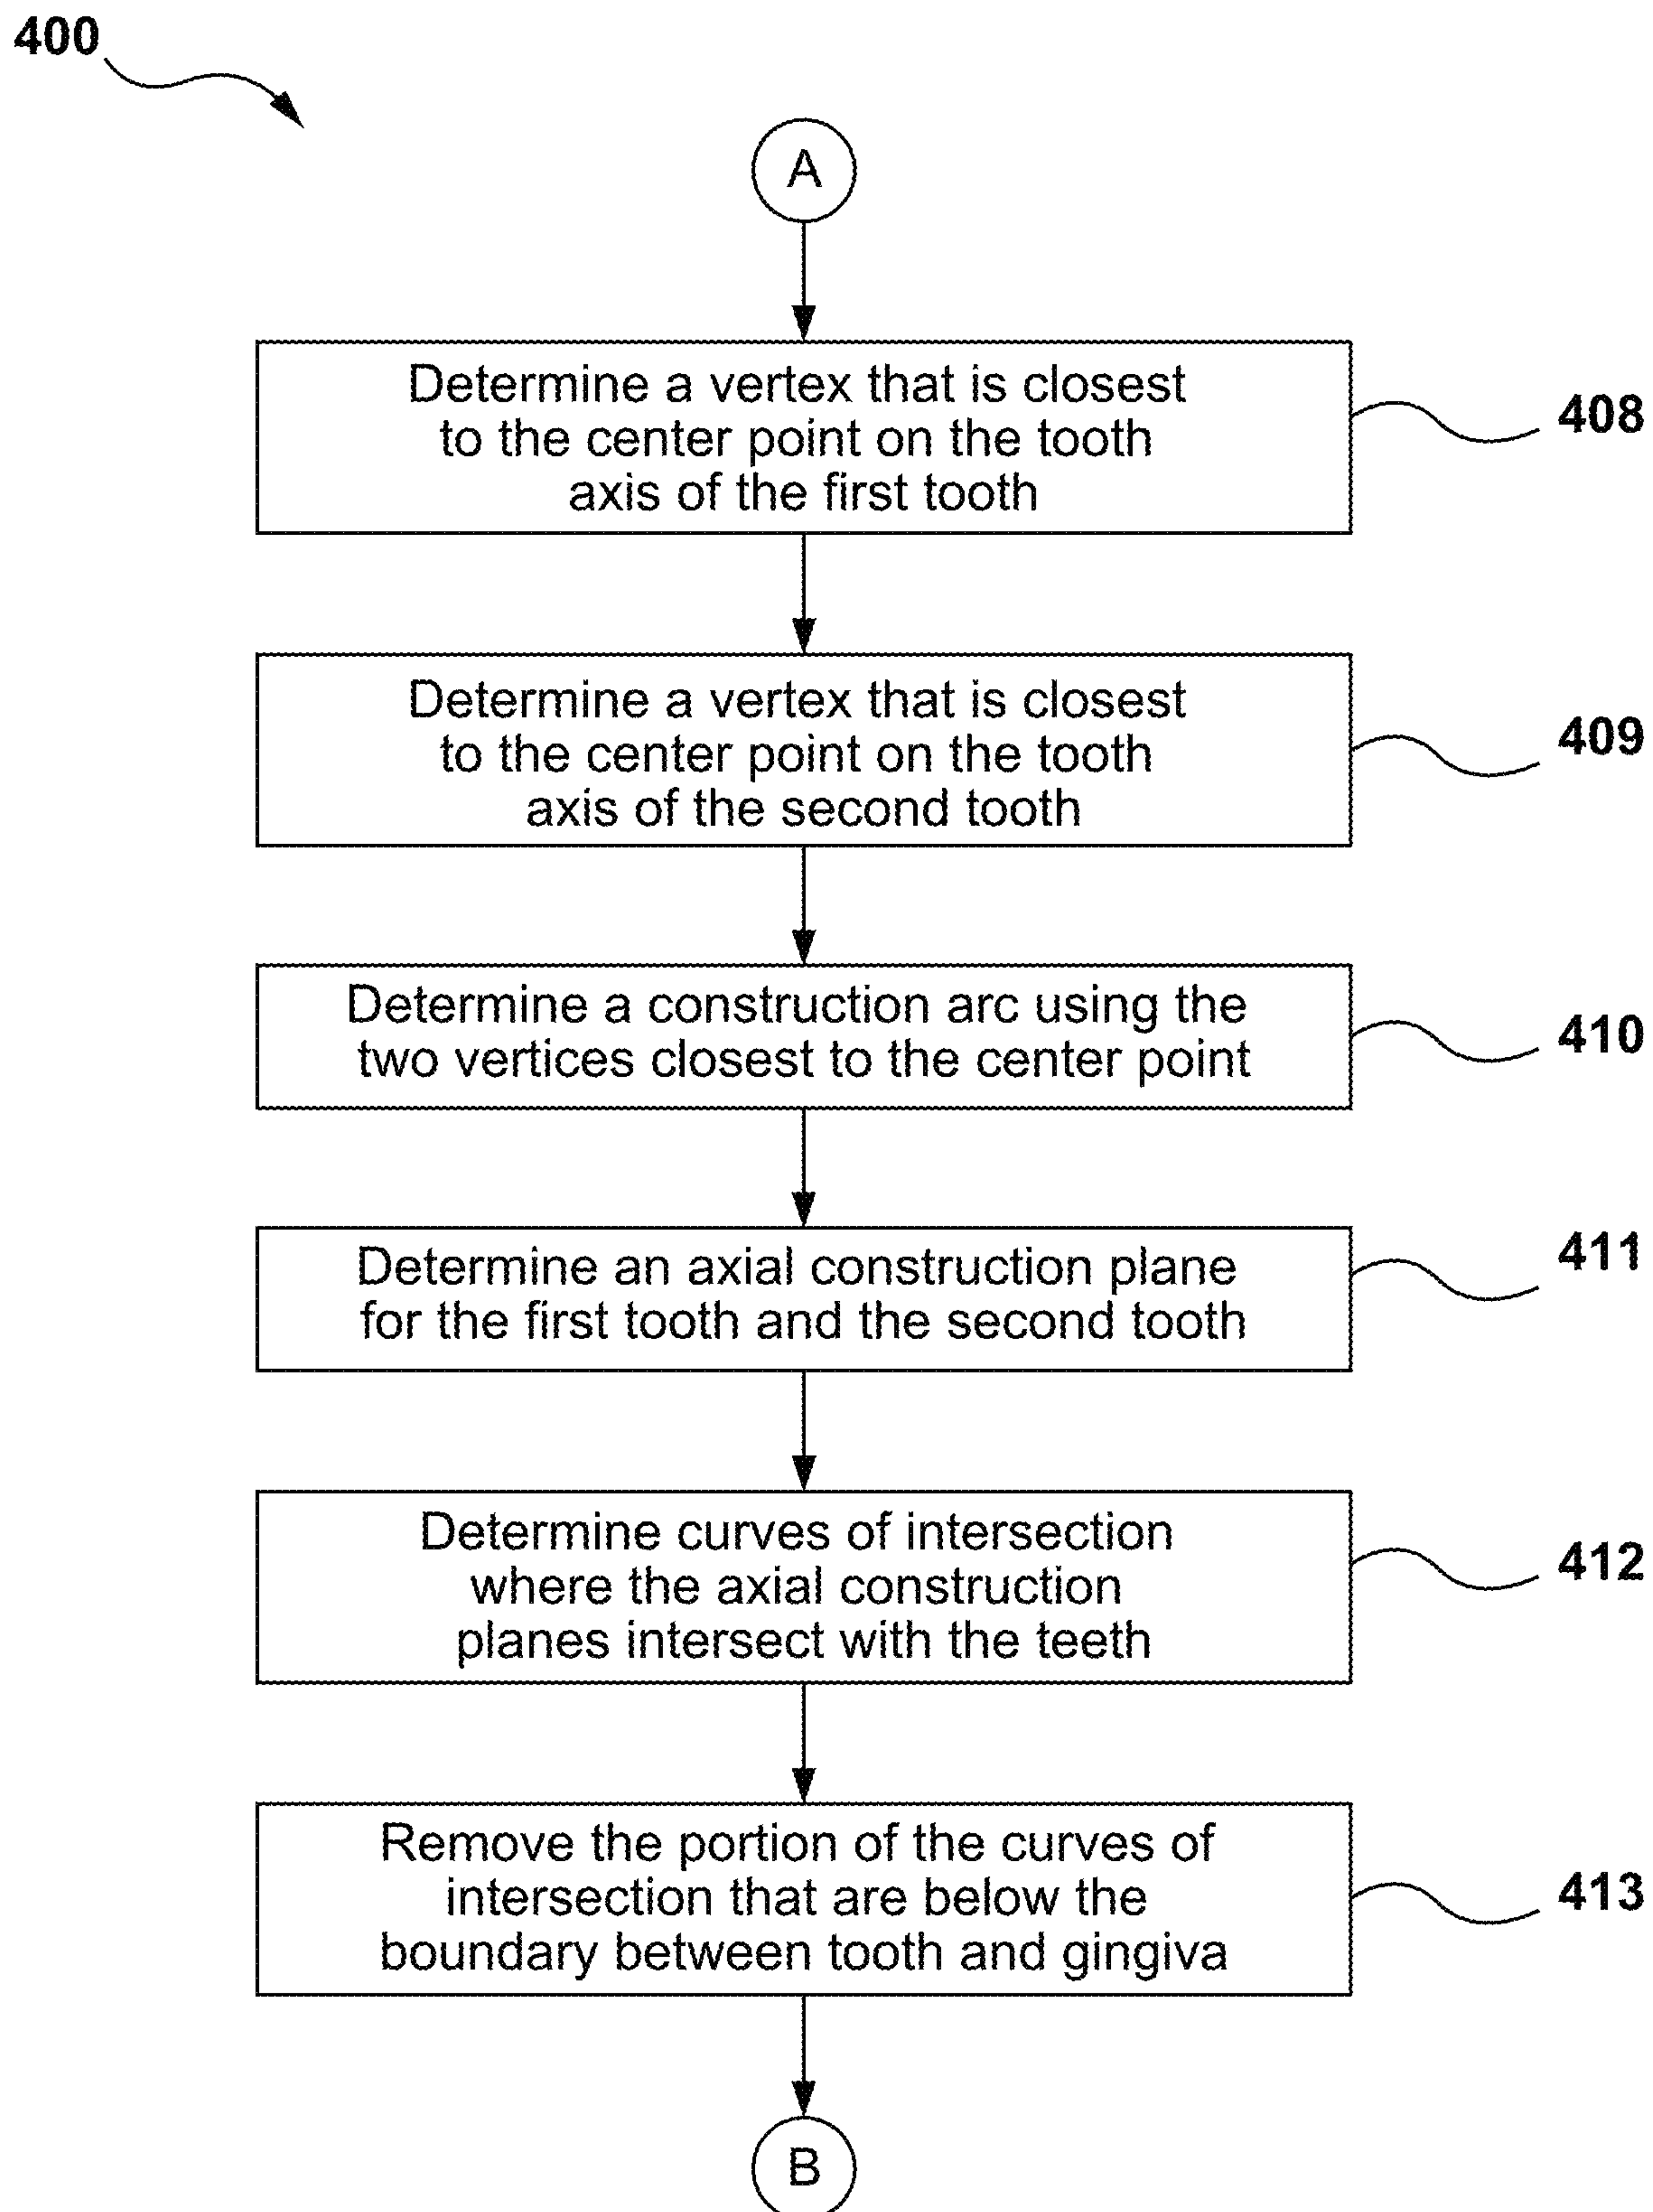 400
A
Determine a vertex that is closest
to the center point on the tooth
axis of the first tooth
408
Determine a vertex that is closest
to the center point on the tooth
axis of the second tooth
409
Determine a construction arc using the
two vertices closest to the center point
410
Determine an axial construction plane
for the first tooth and the second tooth
411
Determine curves of intersection
where the axial construction
planes intersect with the teeth
412
Remove the portion of the curves of
intersection that are below the
boundary between tooth and gingiva
413
B